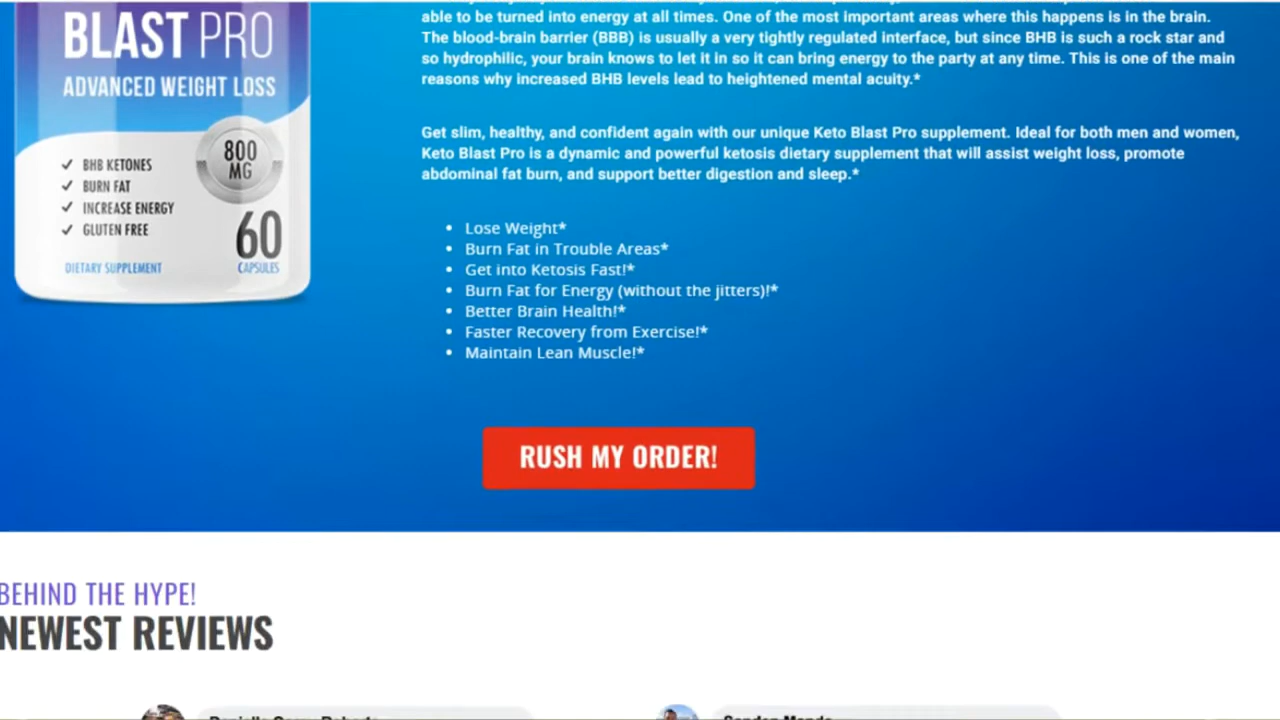 BLAST PRO
ADVANCED WEIGHT LOSS
800
MG
BHB KETONES
BURN FAT
INCREASE ENERGY
GLUTEN FREE
60
CAPSULES
DIETARY SUPPLEMENT
able to be turned into energy at all times. One of the most important areas where this happens is in the brain.
The blood-brain barrier (BBB) is usually a very tightly regulated interface, but since BHB is such a rock star and
so hydrophilic, your brain knows to let it in so it can bring energy to the party at any time. This is one of the main
reasons why increased BHB levels lead to heightened mental acuity.*
Get slim, healthy, and confident again with our unique Keto Blast Pro supplement. Ideal for both men and women,
Keto Blast Pro is a dynamic and powerful ketosis dietary supplement that will assist weight loss, promote
abdominal fat burn, and support better digestion and sleep.*
Lose Weight*
Burn Fat in Trouble Areas*
Get into Ketosis Fast!*
Burn Fat for Energy (without the jitters)!*
Better Brain Health!*
Faster Recovery from Exercise!*
Maintain Lean Muscle!*
RUSH MY ORDER!
BEHIND THE HYPE!
NEWEST REVIEWS